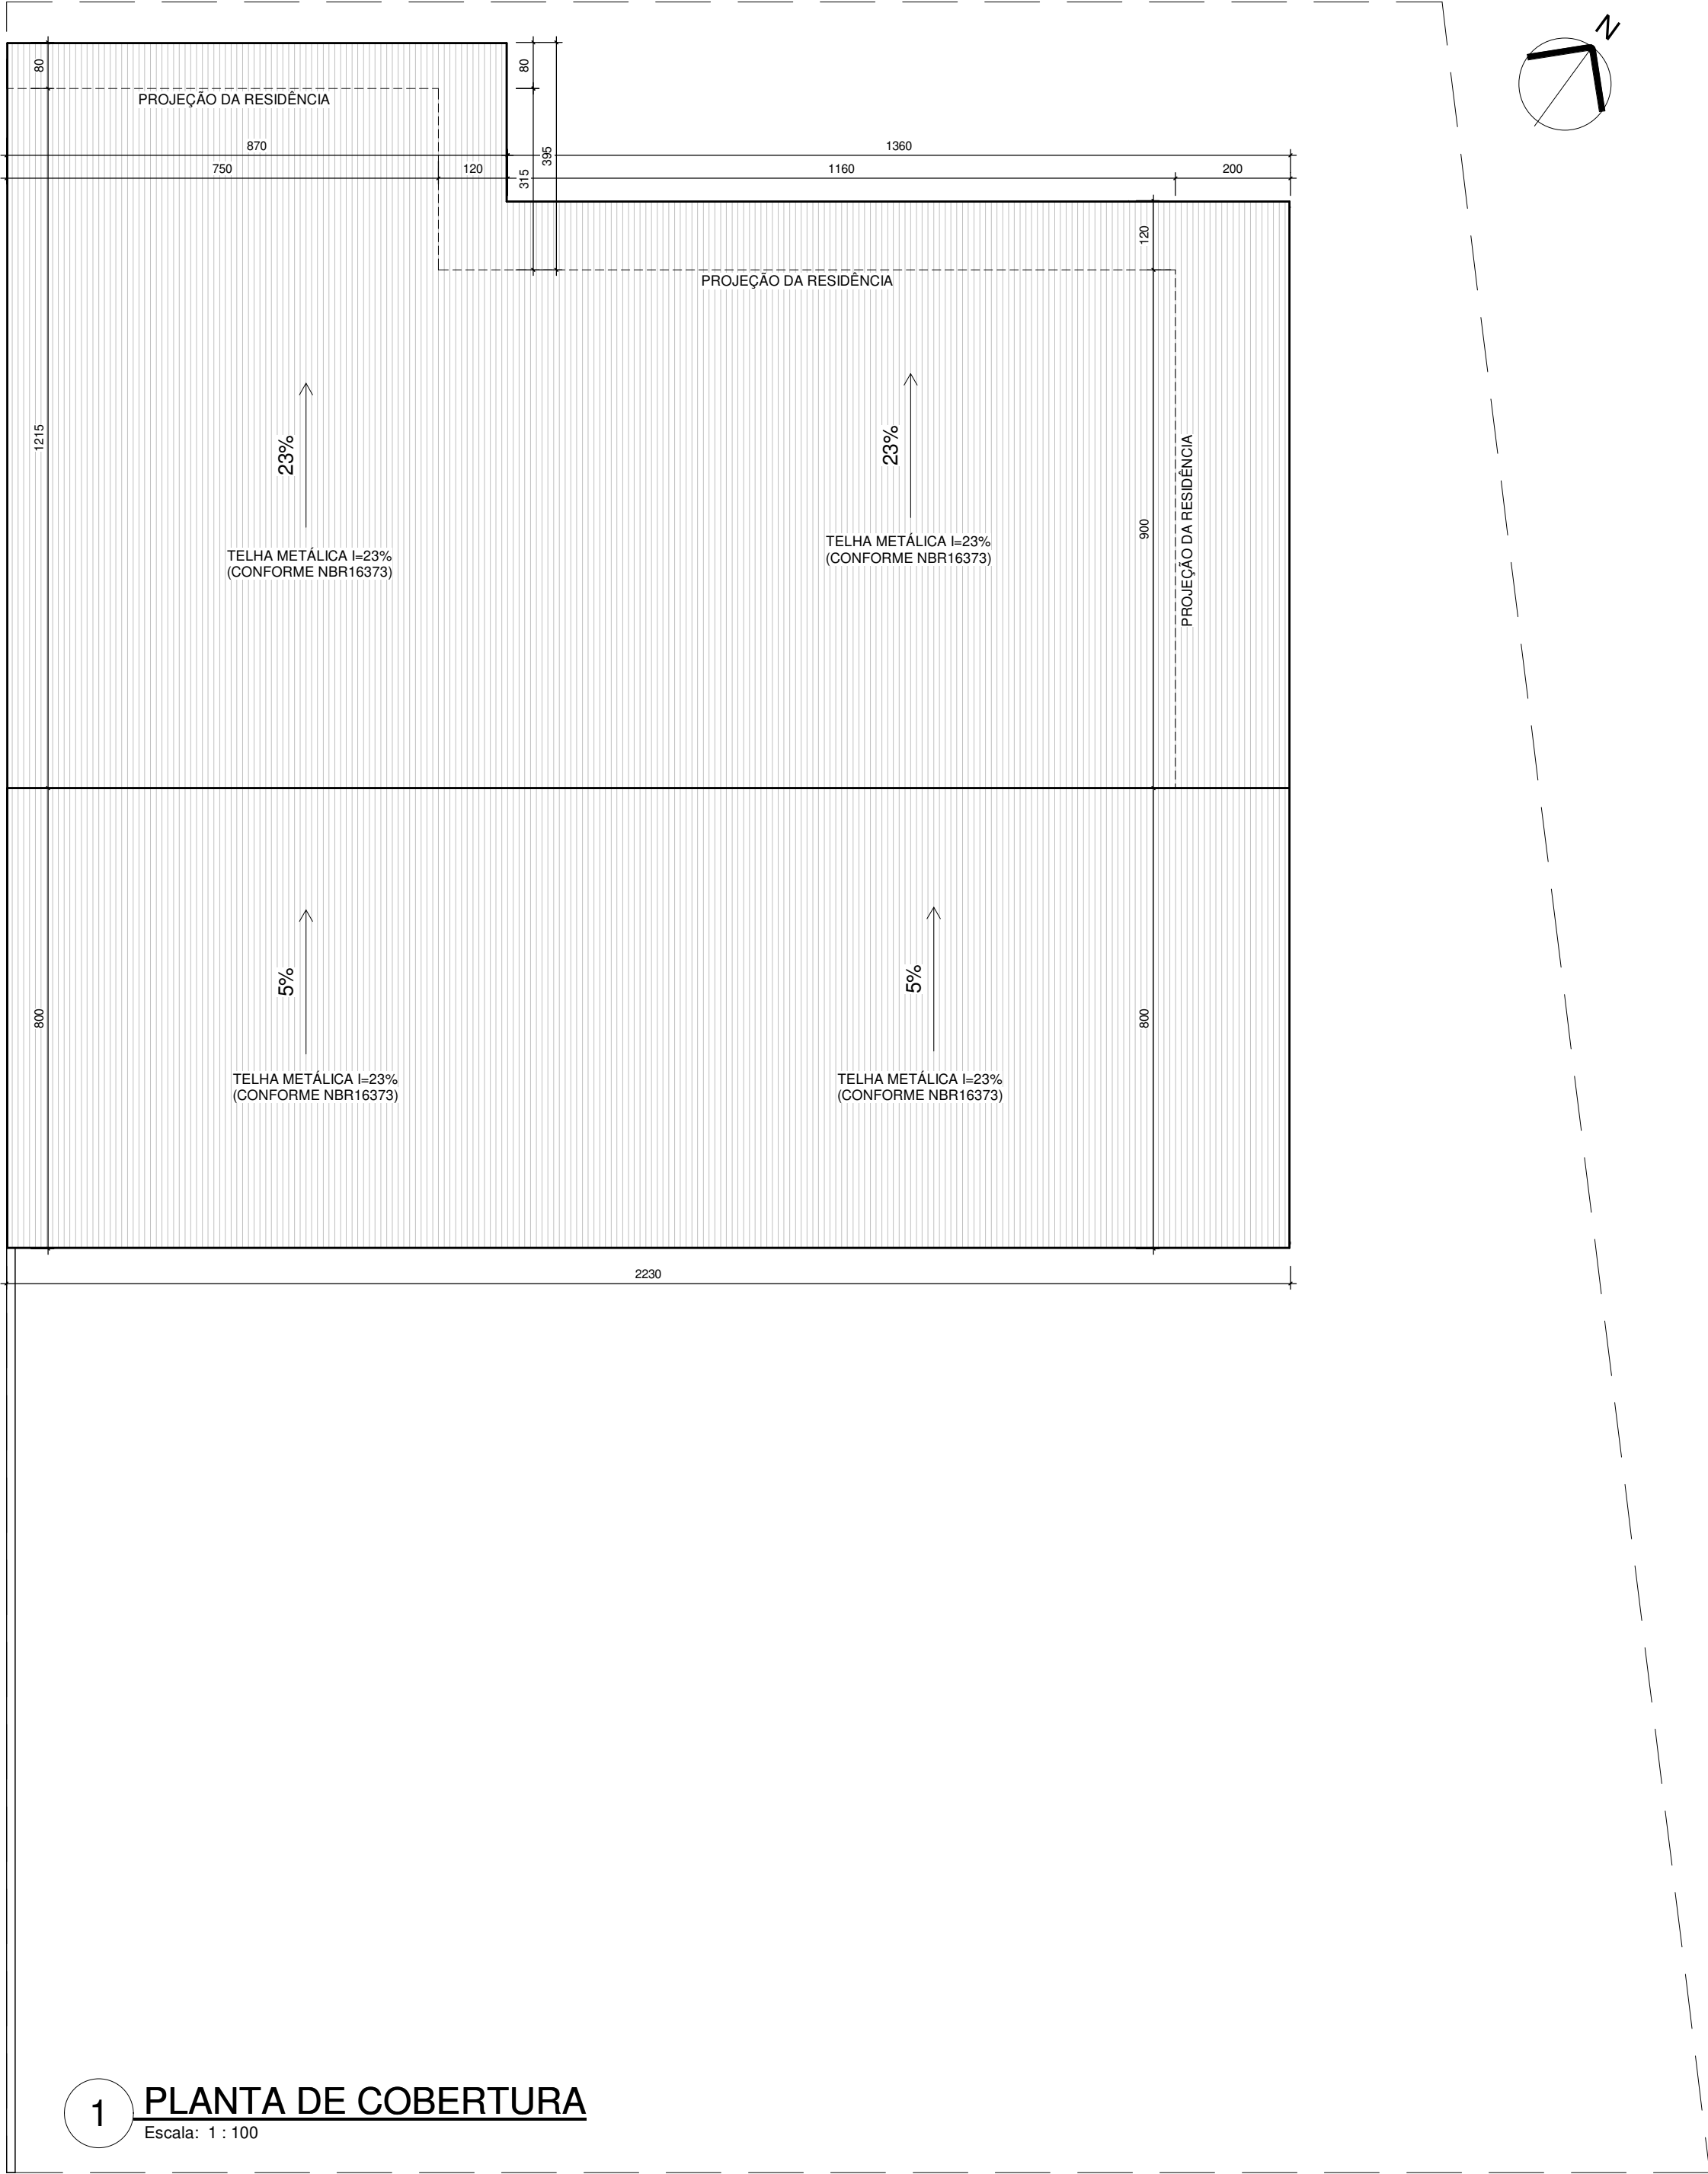 N
80
80
PROJEÇÃO DA RESIDÊNCIA
870
395
1360
750
120
315
1160
200
120
PROJEÇÃO DA RESIDÊNCIA
1215
23%
23%
900
PROJEÇÃO DA RESIDÊNCIA
TELHA METÁLICA I=23%
(CONFORME NBR16373)
TELHA METÁLICA I=23%
(CONFORME NBR16373)
800
5%
5%
800
TELHA METÁLICA I=23%
(CONFORME NBR16373)
TELHA METÁLICA I=23%
(CONFORME NBR16373)
2230
1
PLANTA DE COBERTURA
Escala: 1 : 100